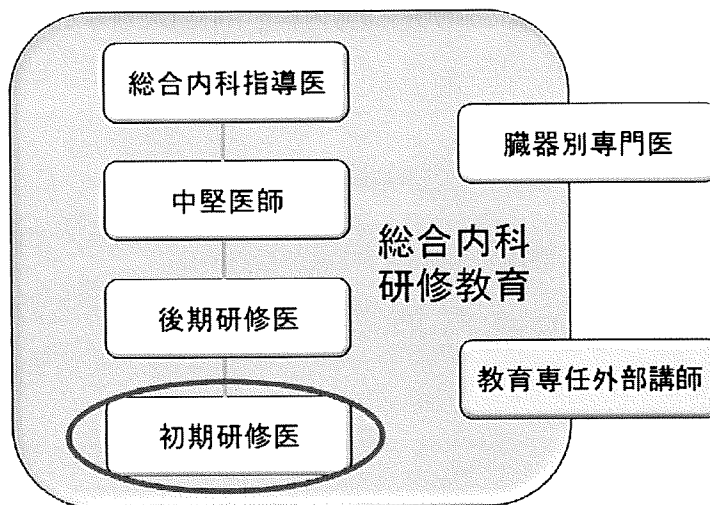 総合内科指導医
臓器別専門医
中堅医師
総合内科
研修教育
後期研修医
教育専任外部講師
初期研修医